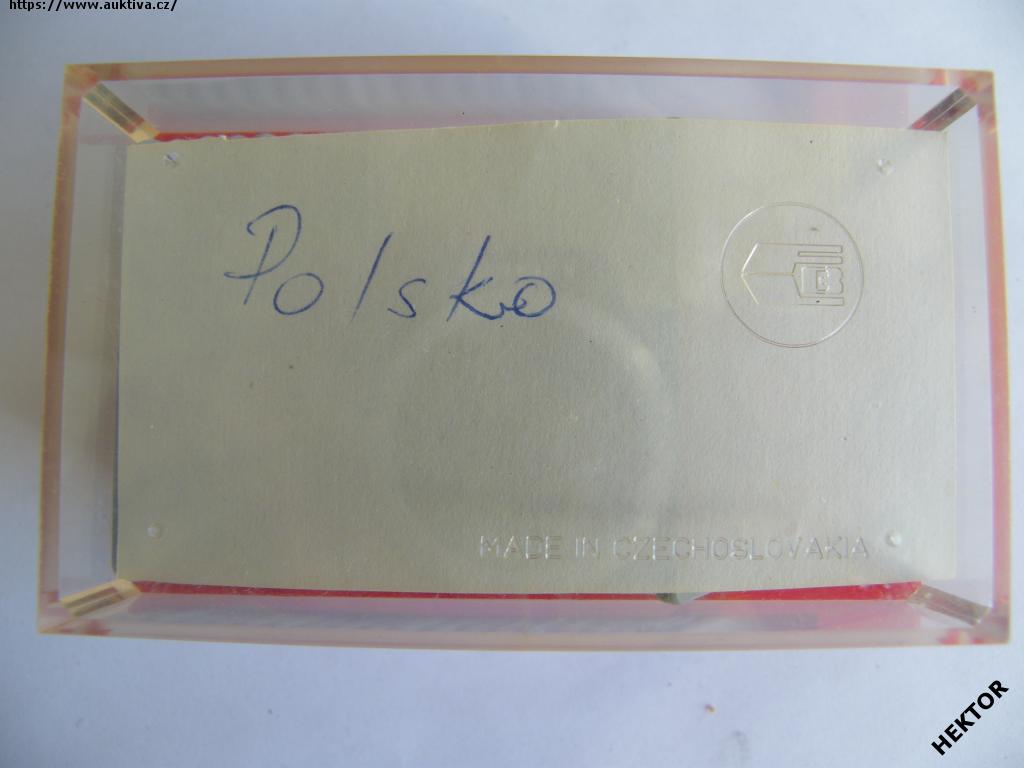 https://www.auktiva.cz/
Polsko
MADE IN CZECHOSLOVAKIA
HEKTOR